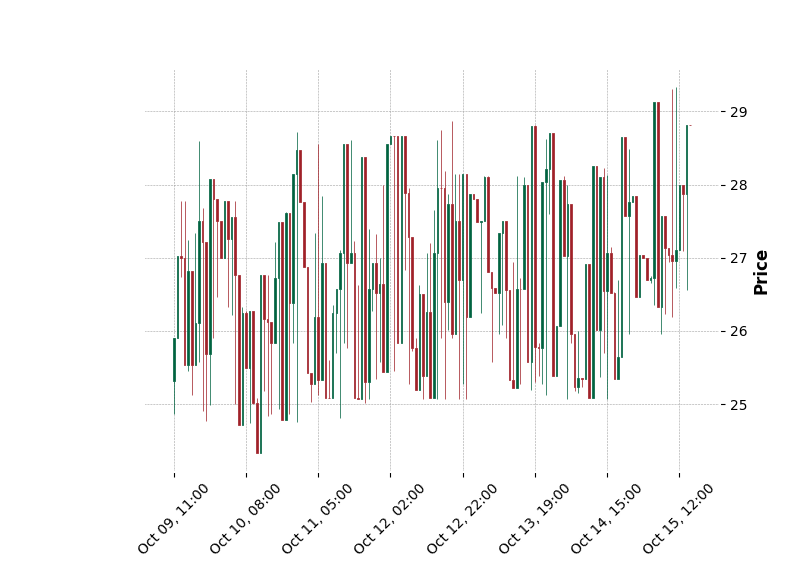 29
28
27
26
25
Price
Oct 09, 11:00
Oct 10, 08:00
Oct 11, 05:00
Oct 12, 02:00
Oct 12, 22:00
Oct 13, 19:00
Oct 14, 15:00
Oct 15, 12:00